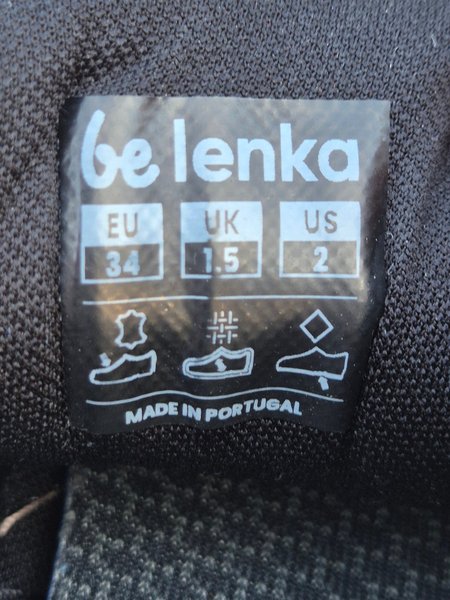 be lenka
EU UK US
34 1.5 2
MADE IN PORTUGAL